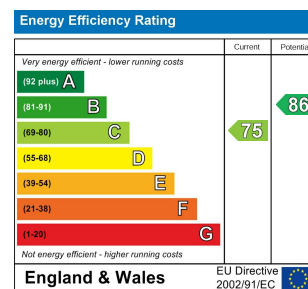 Energy Efficiency Rating
Current Potentia
Very energy efficient - lower running costs
(92 plus) A
(81-91) B 86
(69-80) C 75
(55-68) D
(39-54) E
(21-38) F
(1-20) G
Not energy efficient - higher running costs
England & Wales
EU Directive
2002/91/EC